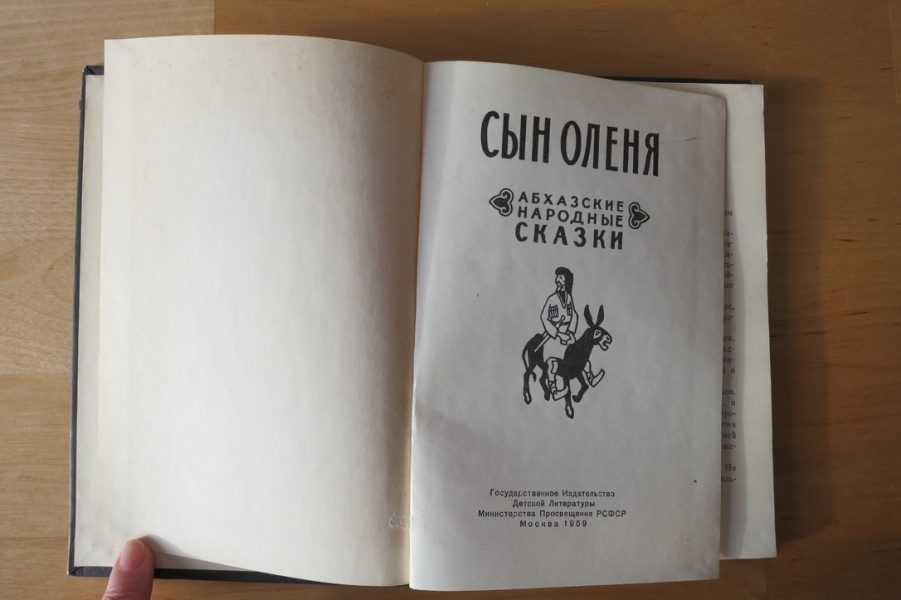 СЫН ОЛЕНЯ
АБХАЗСКИЕ
НАРОДНЫЕ
СКАЗКИ
Государственное Издательство
Детской Литературы
Министерства Просвещения РСФСР
Москва 1959